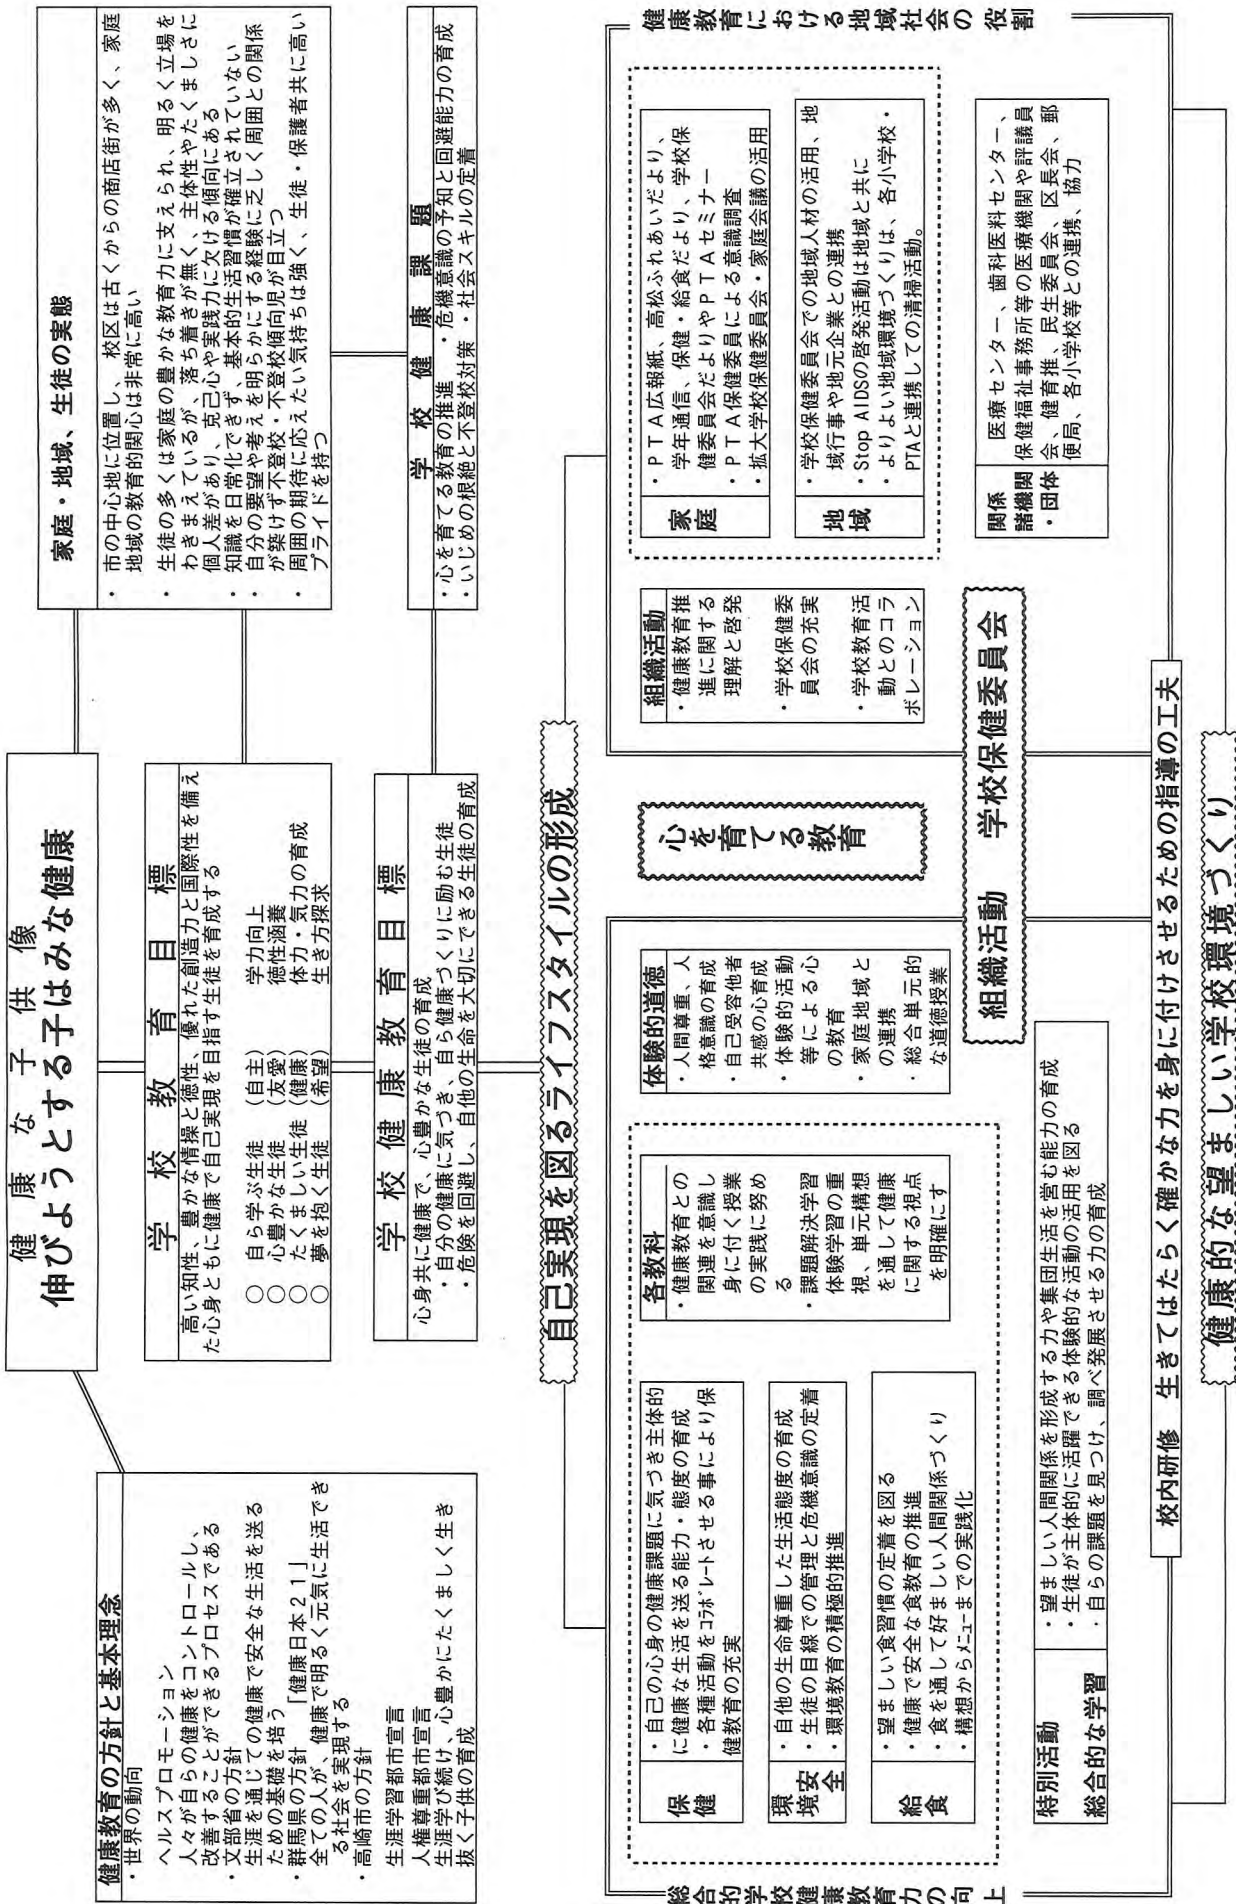 健康な子供像
伸びようとする子はみな健康
健康教育の方針と基本理念
・世界の動向
ヘルスプロモーション
人々が自らの健康をコントロールし、
改善することができるプロセスである
・文部省の方針
生涯を通じての健康で安全な生活を送る
ための基礎を培う
・群馬県の方針 「健康日本21」
全ての人が、健康で明るく元気に生活でき
る社会を実現する
・高崎市の方針
生涯学習都市宣言
人権尊重都市宣言
生涯学び続け、心豊かにたくましく生き
抜く子供の育成
学校教育目標
高い知性、豊かな情操と徳性、優れた創造力と国際性を備え
た心身ともに健康で自己実現を目指す生徒を育成する
○ 自ら学ぶ生徒 (自主) 学力向上
○ 心豊かな生徒 (友愛) 徳性涵養
○ たくましい生徒 (健康) 体力・気力の育成
○ 夢を抱く生徒 (希望) 生き方探求
家庭・地域、生徒の実態
・市の中心地に位置し、校区は古くからの商店街が多く、家庭
地域の教育的関心は非常に高い
・生徒の多くは家庭の豊かな教育力に支えられ、明るく立場を
わきまえているが、落ち着きが無く、主体性やたくましさに
個人差があり、克己心や実践力に欠ける傾向にある
・知識を日常化できず、基本的生活習慣が確立されていない
・自分の要望や考えを明らかにする経験に乏しく周囲との関係
が築けず不登校・不登校傾向児が目立つ
・周囲の期待に応えたい気持ちは強く、生徒・保護者共に高い
プライドを持つ
学校健康教育目標
心身共に健康で、心豊かな生徒の育成
・自分の健康に気づき、自ら健康づくりに励む生徒
・危険を回避し、自他の生命を大切にできる生徒の育成
学校健康課題
・心を育てる教育の推進 ・危機意識の予知と回避能力の育成
・いじめの根絶と不登校対策 ・社会スキルの定着
自己実現を図るライフスタイルの形成
総合的学校健康教育力の向上
保健
・自己の心身の健康課題に気づき主体的
に健康な生活を送る能力・態度の育成
・各種活動をコラボレートさせる事により保
健教育の充実
環境安全
・自他の生命尊重した生活態度の育成
・生徒の目線での管理と危機意識の定着
・環境教育の積極的推進
給食
・望ましい食習慣の定着を図る
・健康で安全な食教育の推進
・食を通して好ましい人間関係づくり
・構想からメニューまでの実践化
各教科
・健康教育との
関連を意識し
身に付く授業
の実践に努め
る
・課題解決学習
体験学習の重
視、単元構想
を通して健康
に関する視点
を明確にす
体験的道徳
・人間尊重、人
格意識の育成
・自己受容他者
共感の心育成
・体験的活動
等による心
の教育
・家庭地域と
の連携
・総合単元的
な道徳授業
特別活動
総合的な学習
・望ましい人間関係を形成する力や集団生活を営む能力の育成
・生徒が主体的に活躍できる体験的な活動の活用を図る
・自らの課題を見つけ、調べ発展させる力の育成
心を育てる教育
組織活動 学校保健委員会
組織活動
・健康教育推
進に関する
理解と啓発
・学校保健委
員会の充実
・学校教育活
動とのコラ
ボレーション
健康教育における地域社会の役割
家庭
・PTA広報紙、高松ふれあいだより、
学年通信、保健・給食だより、学校保
健委員会だよりやPTAセミナー
・PTA保健委員による意識調査
・拡大学校保健委員会・家庭会議の活用
地域
・学校保健委員会での地域人材の活用、地
域行事や地元企業との連携
・Stop AIDSの啓発活動は地域と共に
・よりよい地域環境づくりは、各小学校・
PTAと連携しての清掃活動。
関係
諸機関
・団体
医療センター、歯科医師センター、
保健福祉事務所等の医療機関や評議員
会、健育推、民生委員会、区長会、郵
便局、各小学校等との連携、協力
校内研修 生きてはたらく確かな力を身に付けさせるための指導の工夫
健康的な望ましい学校環境づくり